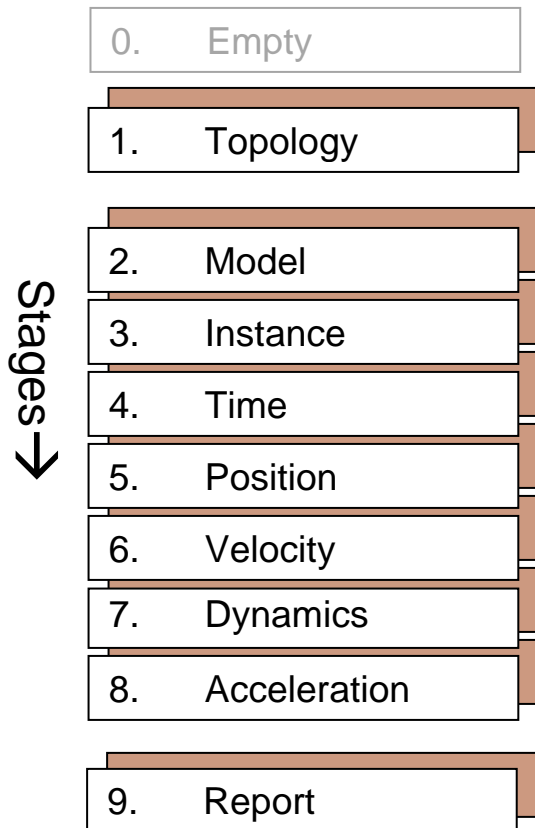 0. Empty
1. Topology
2. Model
3. Instance
4. Time
5. Position
6. Velocity
7. Dynamics
8. Acceleration
9. Report
Stages→